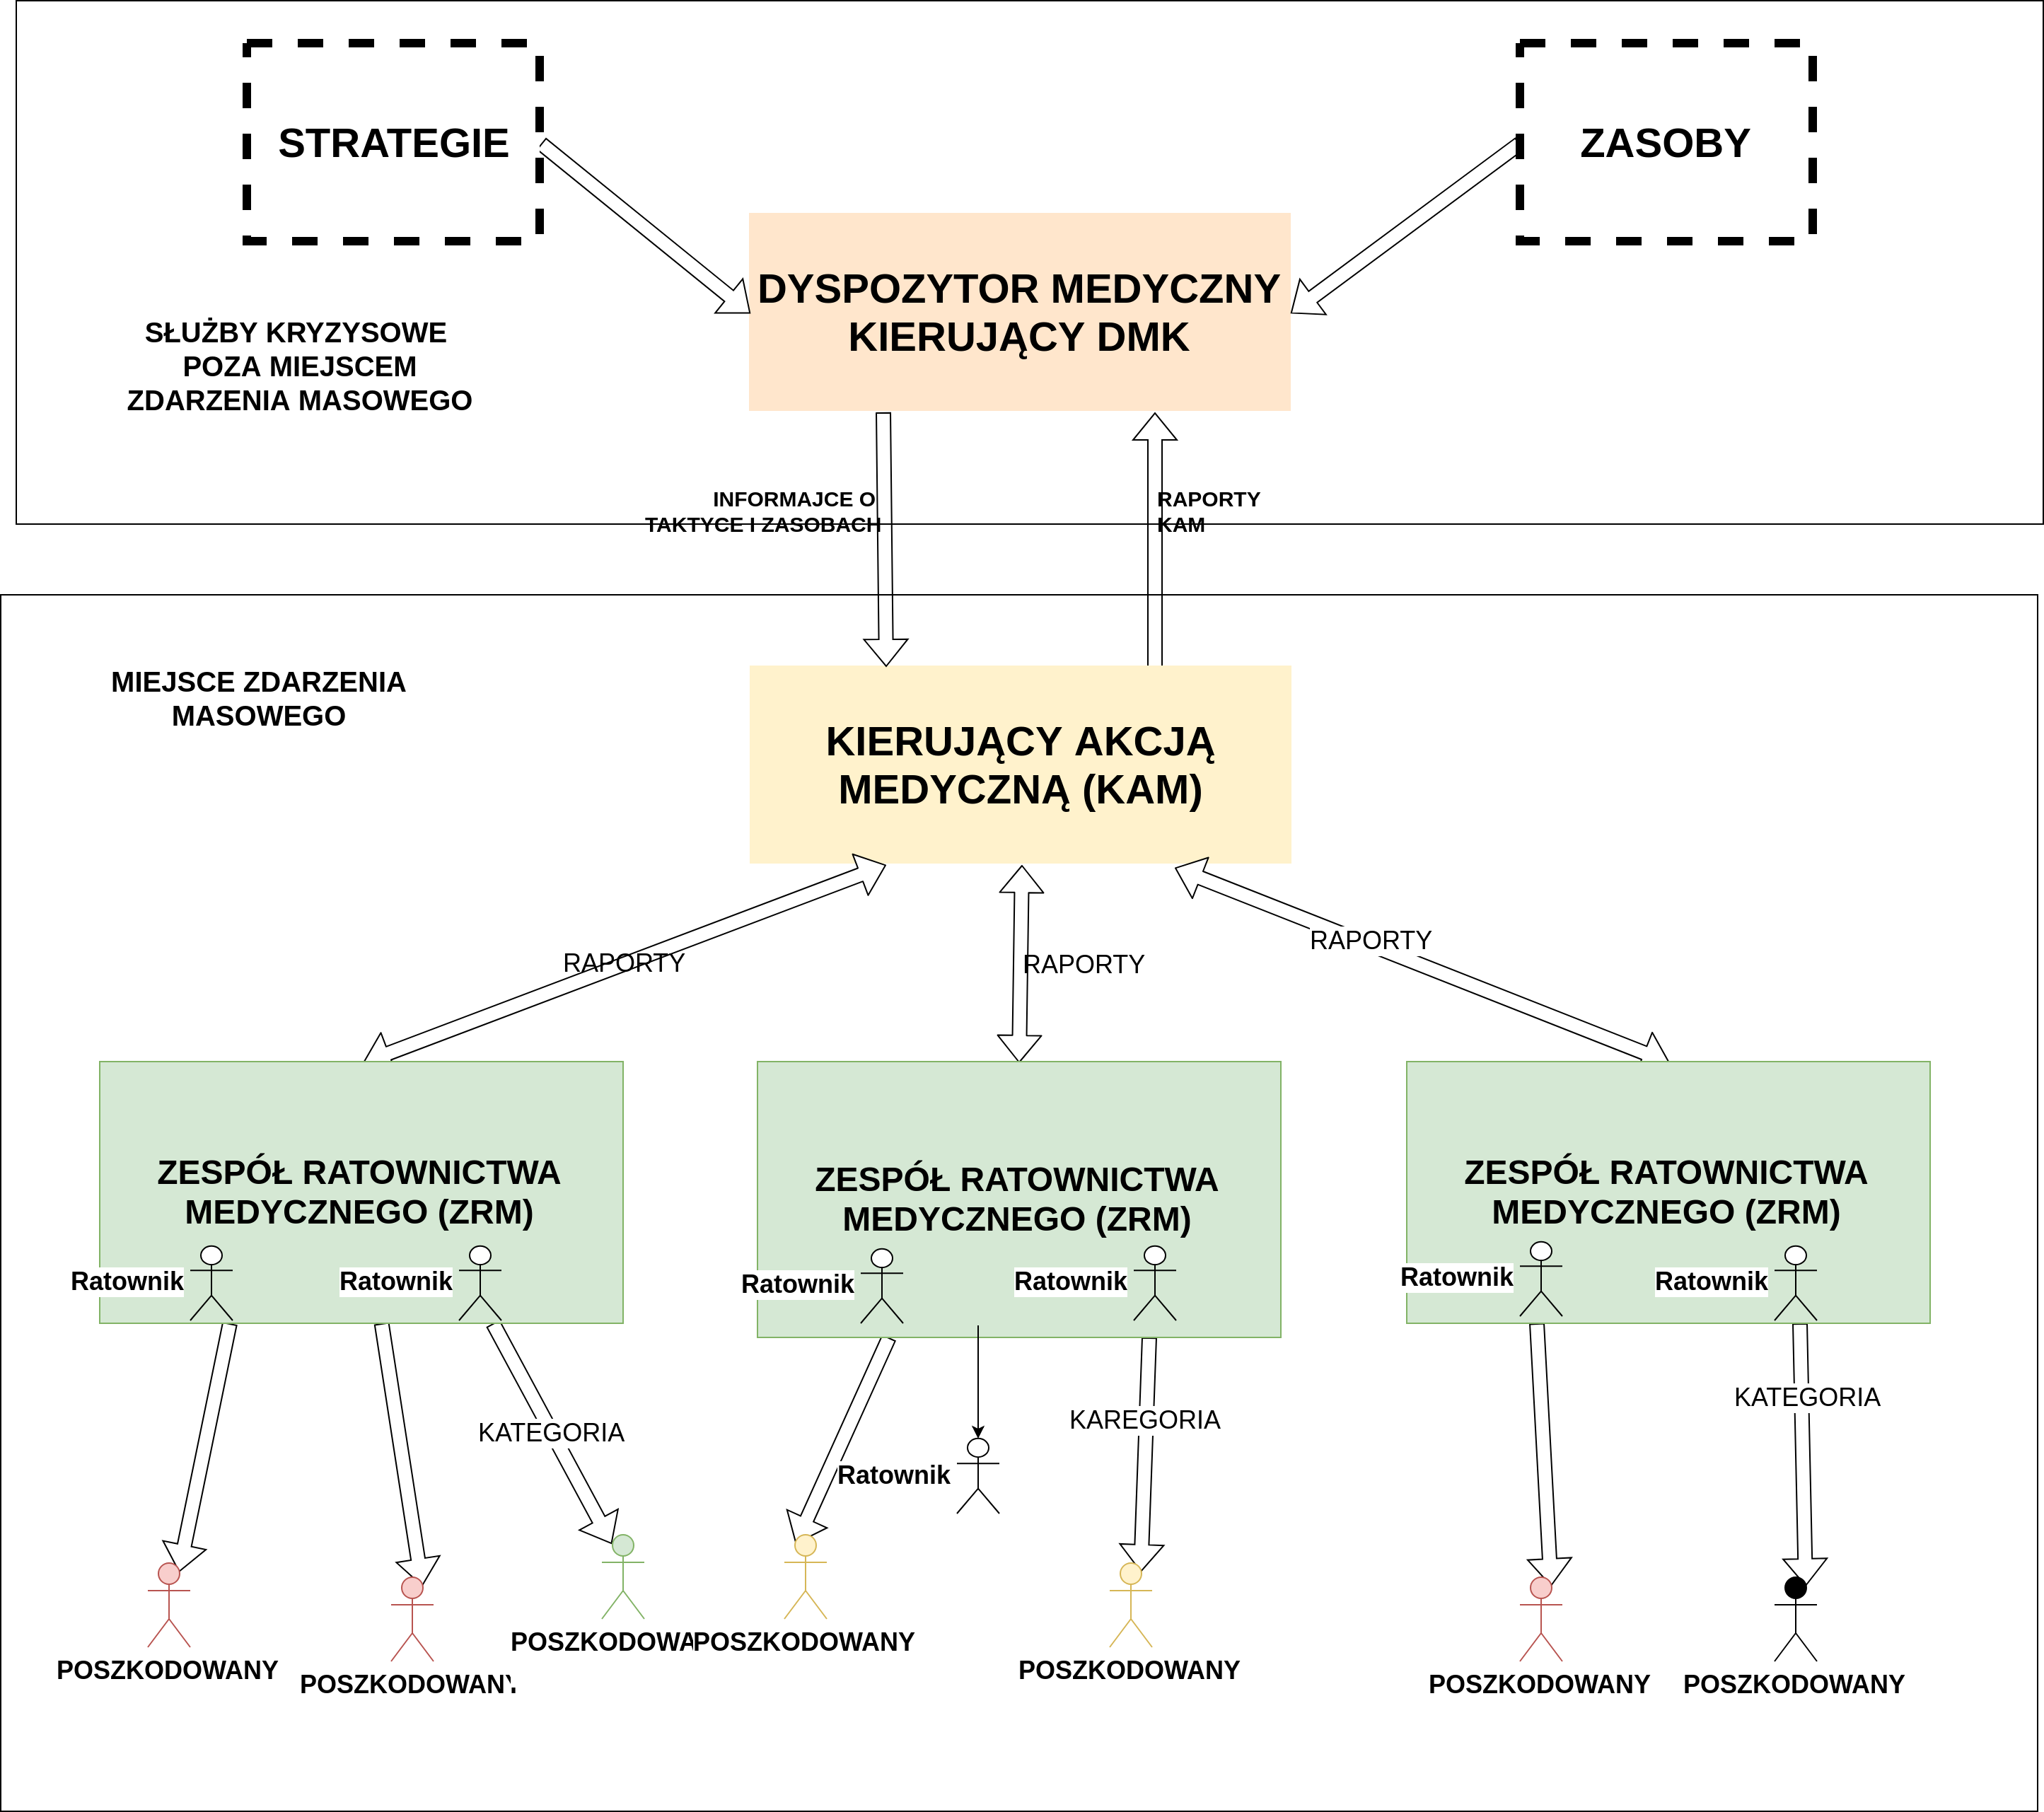 STRATEGIE
ZASOBY
DYSPOZYTOR MEDYCZNY
KIERUJĄCY DMK
SŁUŻBY KRYZYSOWE
POZA MIEJSCEM
ZDARZENIA MASOWEGO
INFORMAJCE O
TAKTYCE I ZASOBACH
RAPORTY
KAM
MIEJSCE ZDARZENIA
MASOWEGO
KIERUJĄCY AKCJĄ
MEDYCZNĄ (KAM)
RAPORTY
RAPORTY
RAPORTY
ZESPÓŁ RATOWNICTWA
MEDYCZNEGO (ZRM)
ZESPÓŁ RATOWNICTWA
MEDYCZNEGO (ZRM)
ZESPÓŁ RATOWNICTWA
MEDYCZNEGO (ZRM)
Ratownik
Ratownik
Ratownik
Ratownik
Ratownik
Ratownik
KATEGORIA
KAREGORIA
KATEGORIA
Ratownik
POSZKODOWANY
POSZKODOWANY
POSZKODOWA
POSZKODOWANY
POSZKODOWANY
POSZKODOWANY
POSZKODOWANY